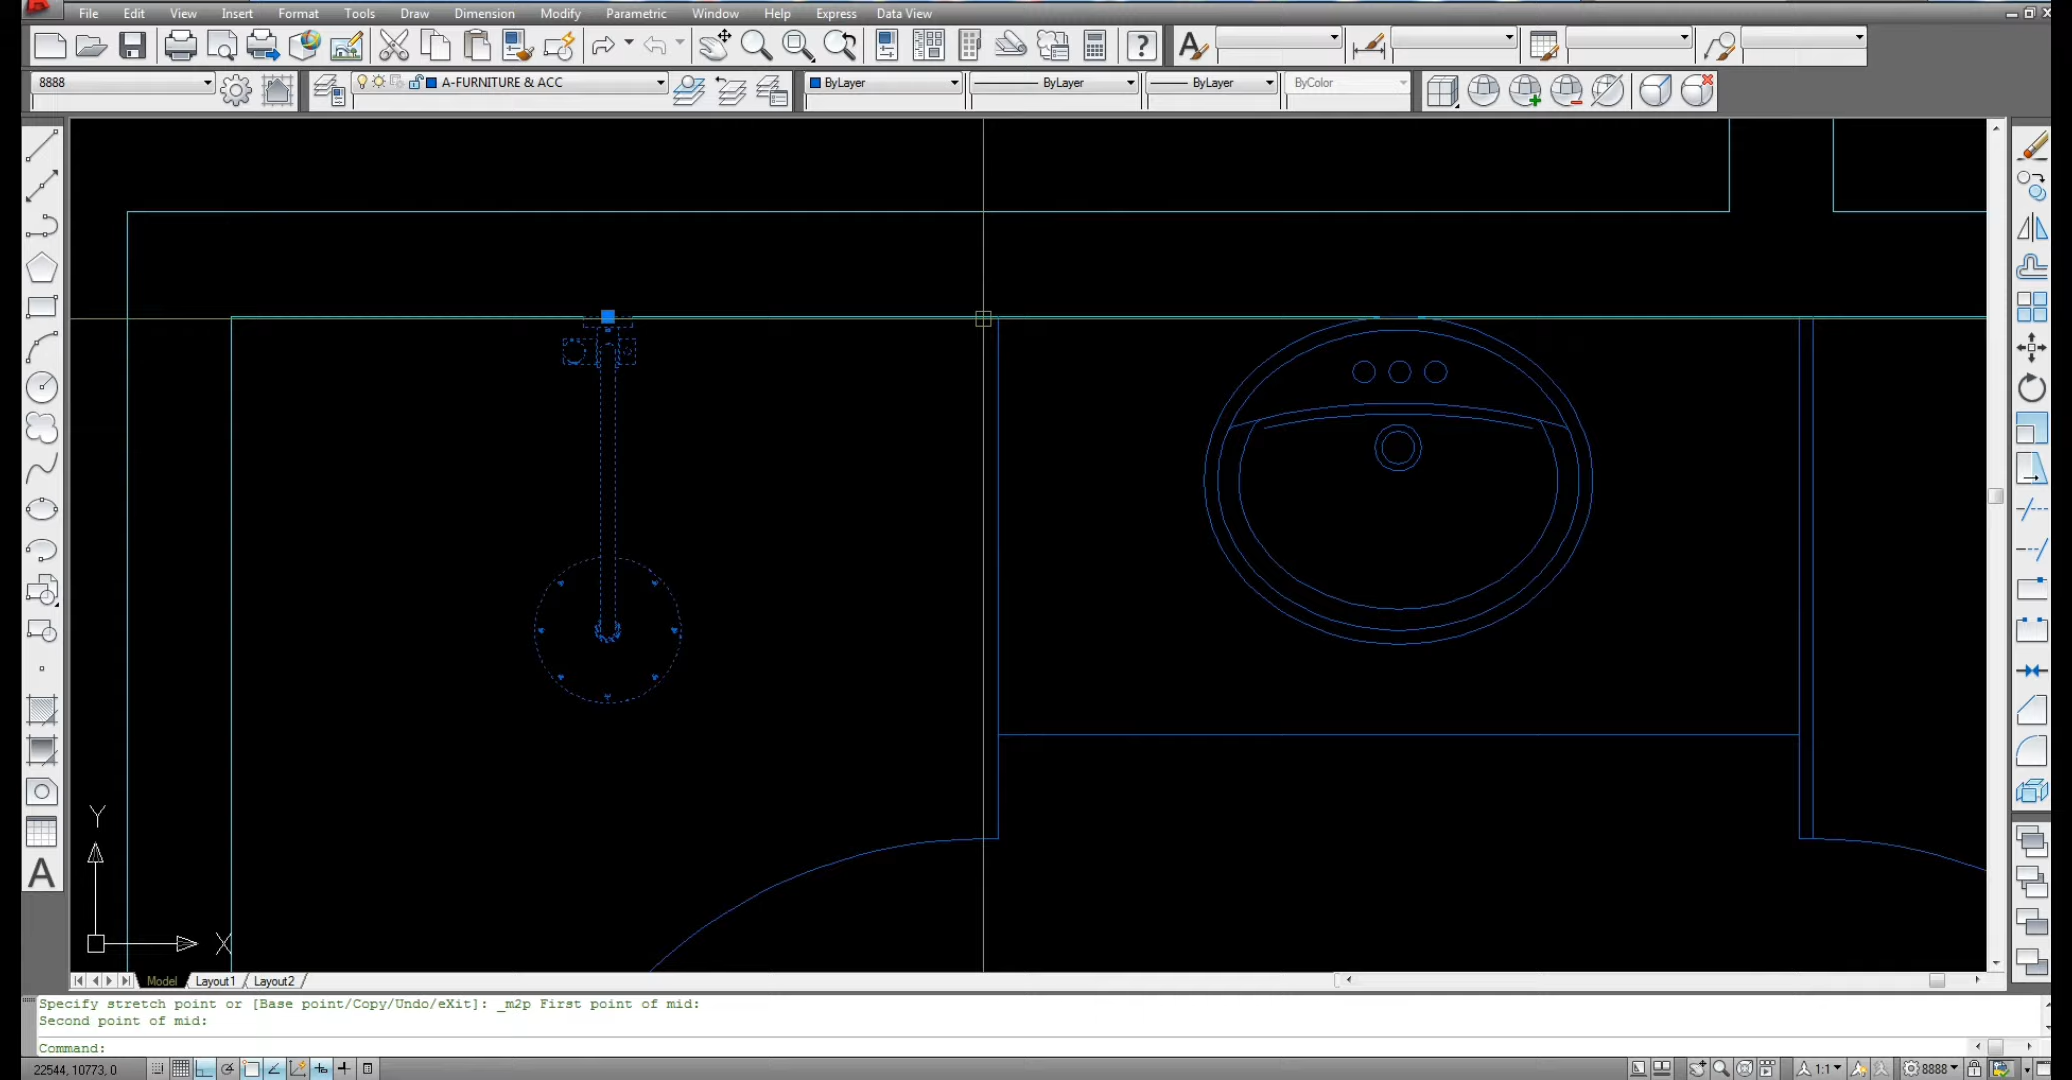 File Edit View Insert Format Tools Draw Dimension Modify Parametric Window Help Express Data View
8888 A-FURNITURE & ACC ByLayer ByLayer ByLayer ByColor
Y
X
Model Layout1 Layout2
Specify stretch point or [Base point/Copy/Undo/eXit]: _m2p First point of mid:
Second point of mid:
Command:
22544, 10773, 0 1:1 8888